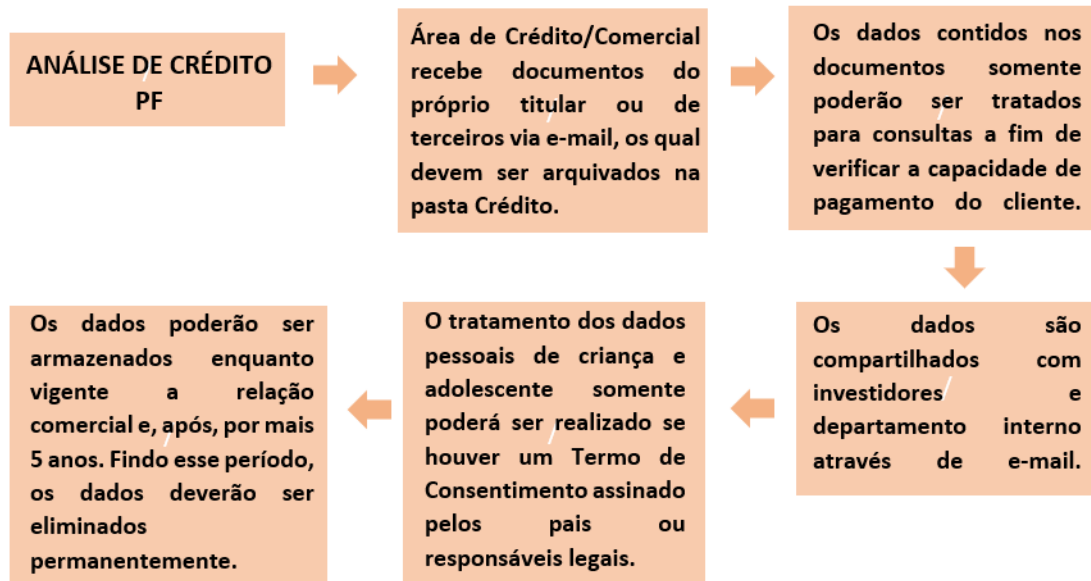 ANÁLISE DE CRÉDITO
PF
Área de Crédito/Comercial
recebe documentos do
próprio titular ou de
terceiros via e-mail, os qual
devem ser arquivados na
pasta Crédito.
Os dados contidos nos
documentos somente
poderão ser tratados
para consultas a fim de
verificar a capacidade de
pagamento do cliente.
Os dados são
compartilhados com
investidores e
departamento interno
através de e-mail.
O tratamento dos dados
pessoais de criança e
adolescente somente
poderá ser realizado se
houver um Termo de
Consentimento assinado
pelos pais ou
responsáveis legais.
Os dados poderão ser
armazenados enquanto
vigente a relação
comercial e, após, por mais
5 anos. Findo esse período,
os dados deverão ser
eliminados
permanentemente.